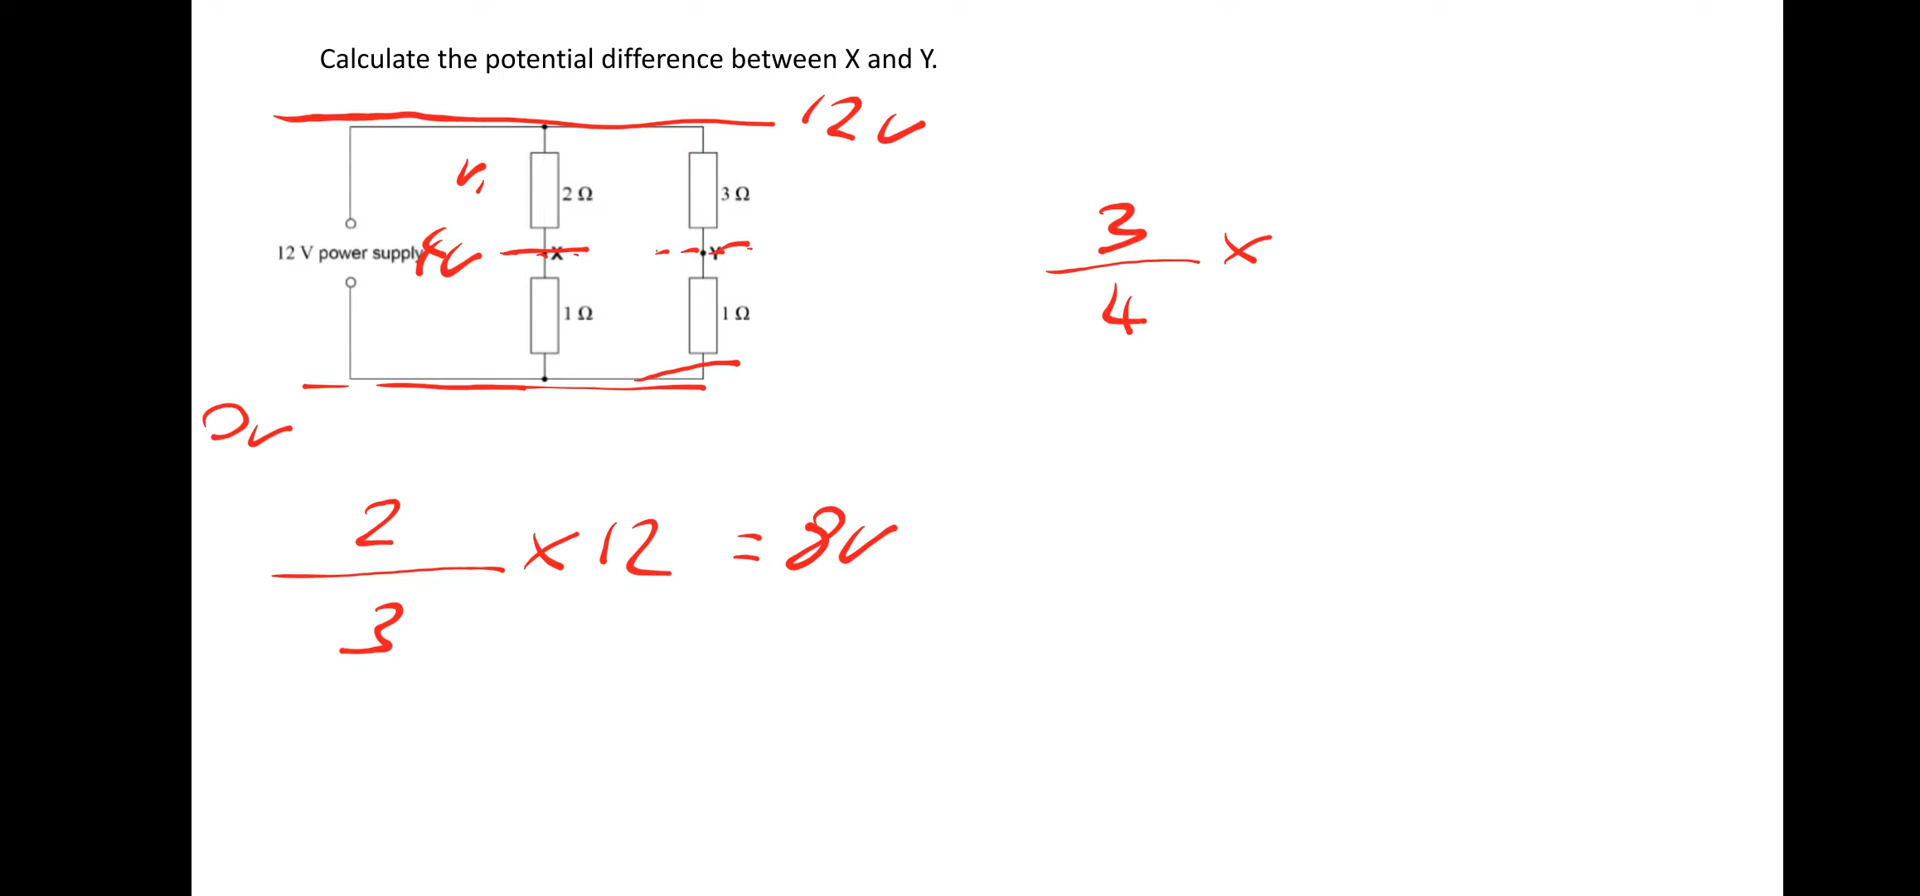 Calculate the potential difference between X and Y.
12V
V₁
2 Ω
3 Ω
12 V power supply
X
Y
1 Ω
1 Ω
0V
3
4
×
2
3
× 12 = 8V